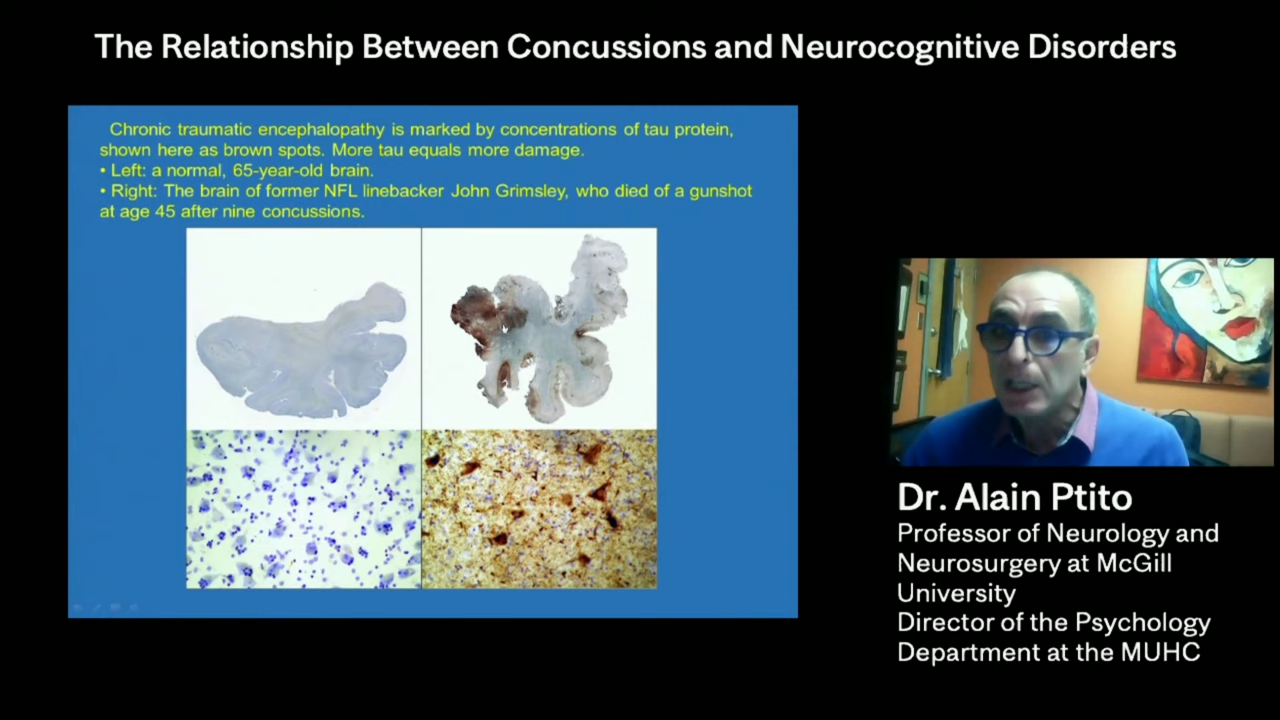 The Relationship Between Concussions and Neurocognitive Disorders
Chronic traumatic encephalopathy is marked by concentrations of tau protein,
shown here as brown spots. More tau equals more damage.
• Left: a normal, 65-year-old brain.
• Right: The brain of former NFL linebacker John Grimsley, who died of a gunshot
at age 45 after nine concussions.
Dr. Alain Ptito
Professor of Neurology and
Neurosurgery at McGill
University
Director of the Psychology
Department at the MUHC